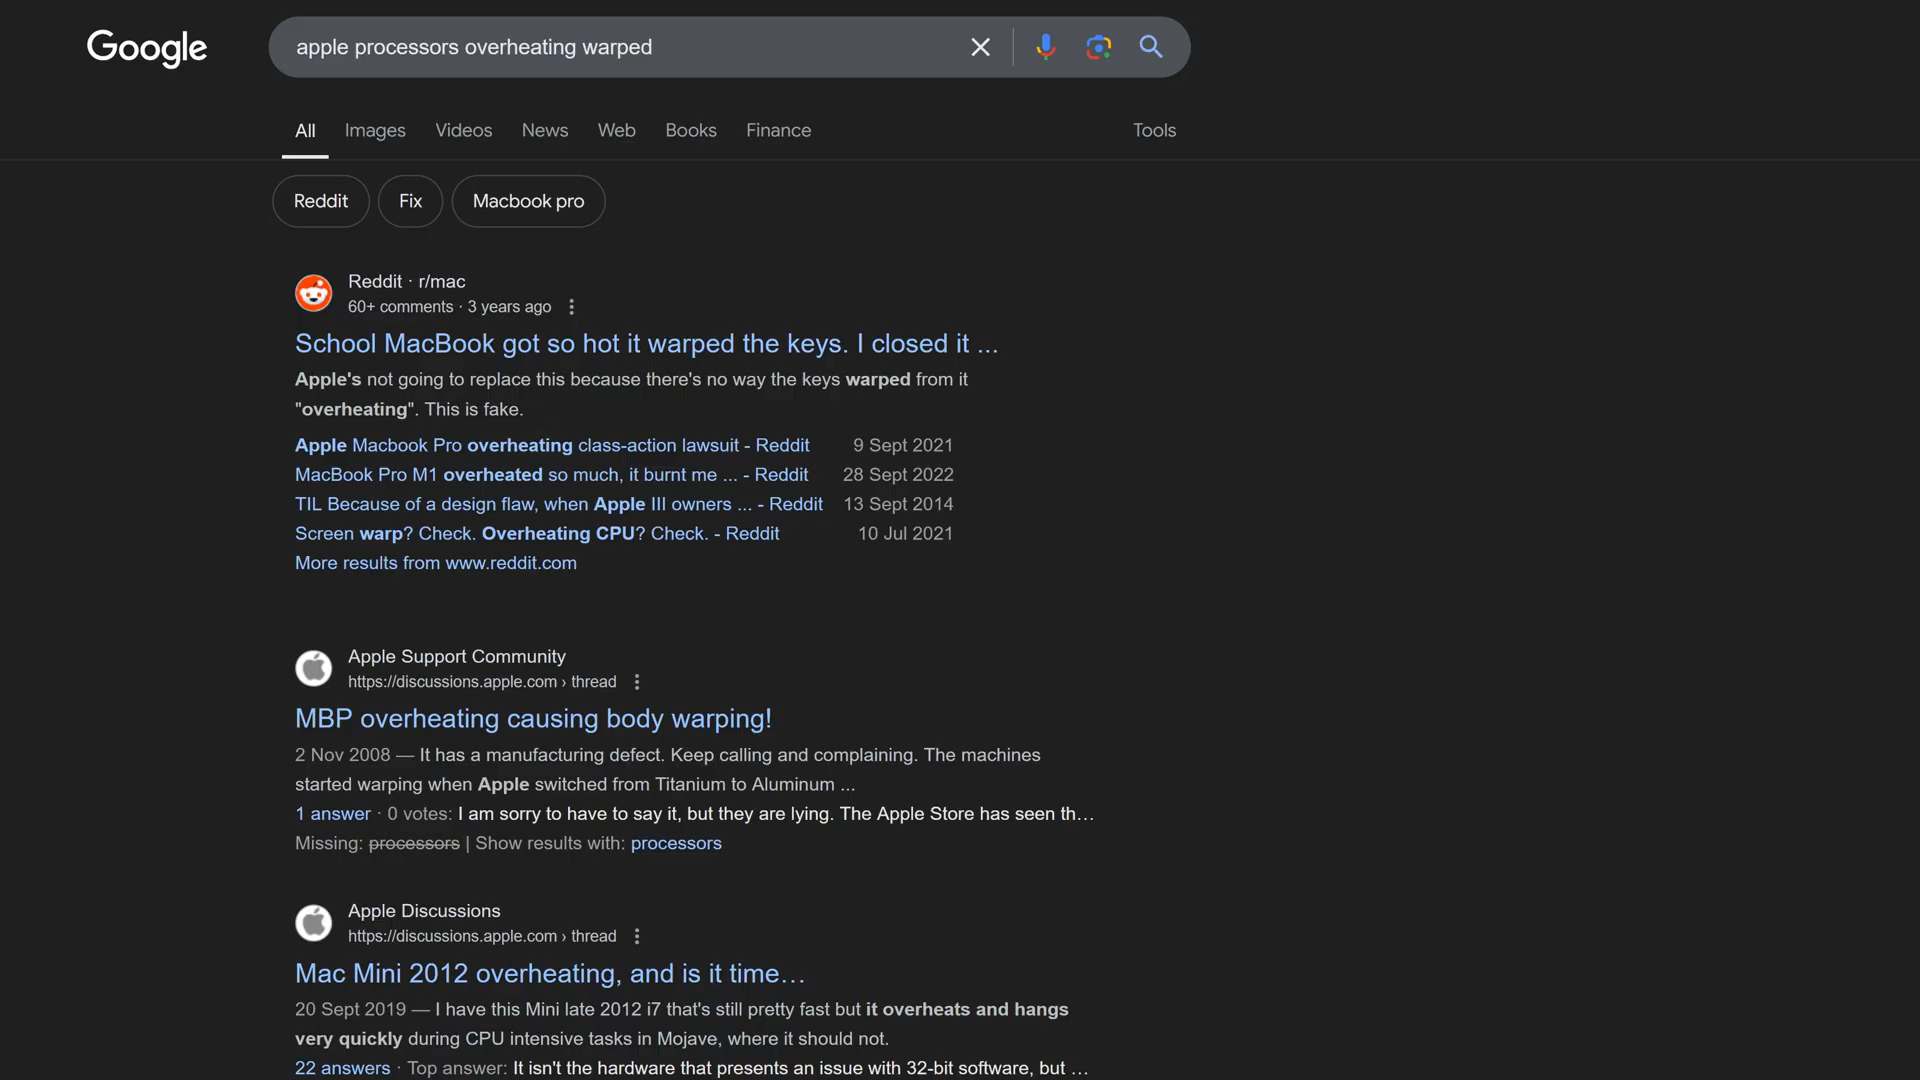 Google
apple processors overheating warped
All Images Videos News Web Books Finance Tools
Reddit Fix Macbook pro
Reddit · r/mac
60+ comments · 3 years ago
School MacBook got so hot it warped the keys. I closed it ...
Apple's not going to replace this because there's no way the keys warped from it
"overheating". This is fake.
Apple Macbook Pro overheating class-action lawsuit - Reddit 9 Sept 2021
MacBook Pro M1 overheated so much, it burnt me ... - Reddit 28 Sept 2022
TIL Because of a design flaw, when Apple III owners ... - Reddit 13 Sept 2014
Screen warp? Check. Overheating CPU? Check. - Reddit 10 Jul 2021
More results from www.reddit.com
Apple Support Community
https://discussions.apple.com › thread
MBP overheating causing body warping!
2 Nov 2008 — It has a manufacturing defect. Keep calling and complaining. The machines
started warping when Apple switched from Titanium to Aluminum ...
1 answer · 0 votes: I am sorry to have to say it, but they are lying. The Apple Store has seen th…
Missing: processors | Show results with: processors
Apple Discussions
https://discussions.apple.com › thread
Mac Mini 2012 overheating, and is it time…
20 Sept 2019 — I have this Mini late 2012 i7 that's still pretty fast but it overheats and hangs
very quickly during CPU intensive tasks in Mojave, where it should not.
22 answers · Top answer: It isn't the hardware that presents an issue with 32-bit software, but …